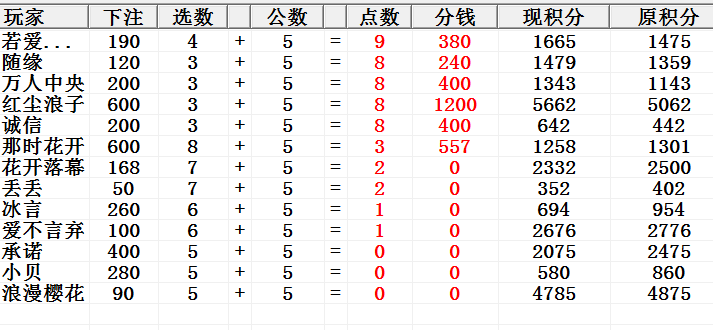 玩家 下注 选数 公数 点数 分钱 现积分 原积分
若爱... 190 4 + 5 = 9 380 1665 1475
随缘 120 3 + 5 = 8 240 1479 1359
万人中央 200 3 + 5 = 8 400 1343 1143
红尘浪子 600 3 + 5 = 8 1200 5662 5062
诚信 200 3 + 5 = 8 400 642 442
那时花开 600 8 + 5 = 3 557 1258 1301
花开落幕 168 7 + 5 = 2 0 2332 2500
丢丢 50 7 + 5 = 2 0 352 402
冰言 260 6 + 5 = 1 0 694 954
爱不言弃 100 6 + 5 = 1 0 2676 2776
承诺 400 5 + 5 = 0 0 2075 2475
小贝 280 5 + 5 = 0 0 580 860
浪漫樱花 90 5 + 5 = 0 0 4785 4875